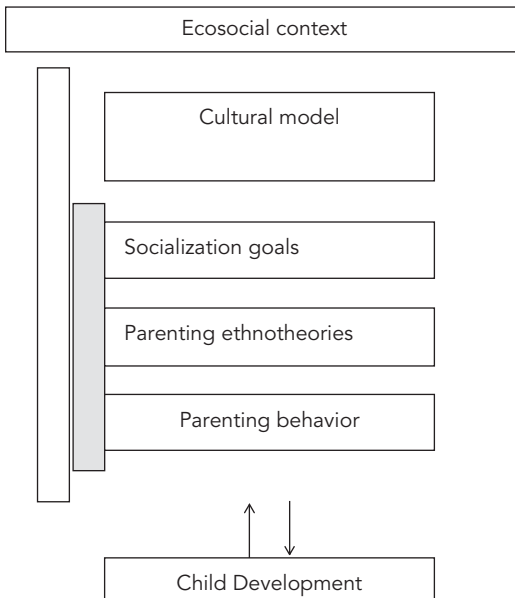 Ecosocial context
Cultural model
Socialization goals
Parenting ethnotheories
Parenting behavior
Child Development